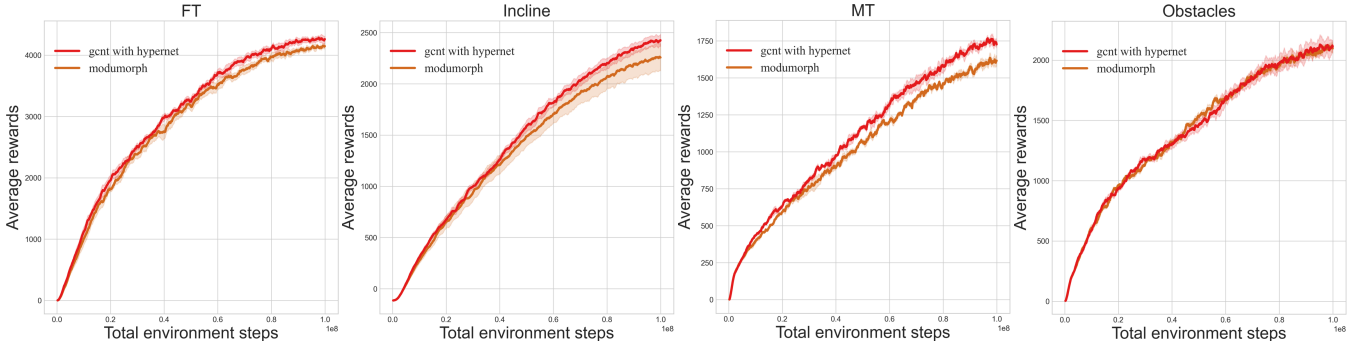 FT
gcnt with hypernet
modumorph
Average rewards
4000
3000
2000
1000
0
0.0
0.2
0.4
0.6
0.8
1.0
1e8
Total environment steps
Incline
gcnt with hypernet
modumorph
Average rewards
2500
2000
1500
1000
500
0
0.0
0.2
0.4
0.6
0.8
1.0
1e8
Total environment steps
MT
gcnt with hypernet
modumorph
Average rewards
1750
1500
1250
1000
750
500
250
0
0.0
0.2
0.4
0.6
0.8
1.0
1e8
Total environment steps
Obstacles
gcnt with hypernet
modumorph
Average rewards
2000
1500
1000
500
0
0.0
0.2
0.4
0.6
0.8
1.0
1e8
Total environment steps